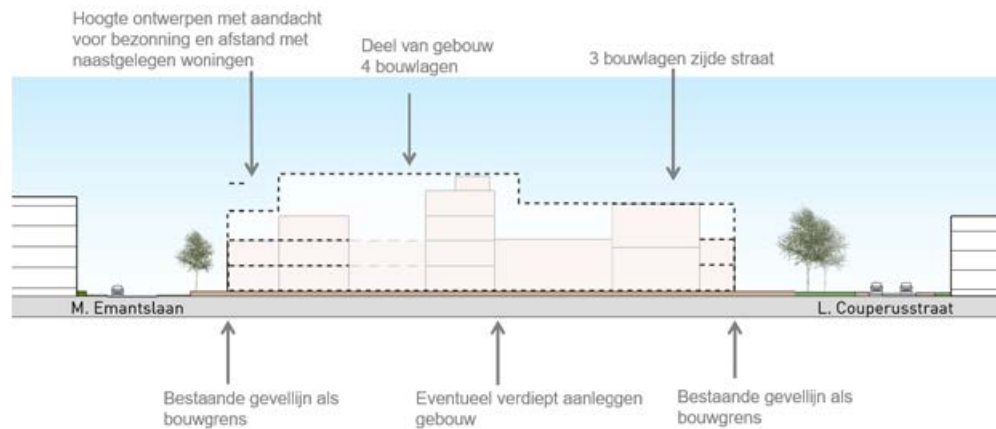 Hoogte ontwerpen met aandacht
voor bezonning en afstand met
naastgelegen woningen
Deel van gebouw
4 bouwlagen
3 bouwlagen zijde straat
M. Emantslaan
L. Couperusstraat
Bestaande gevellijn als
bouwgrens
Eventueel verdiept aanleggen
gebouw
Bestaande gevellijn als
bouwgrens